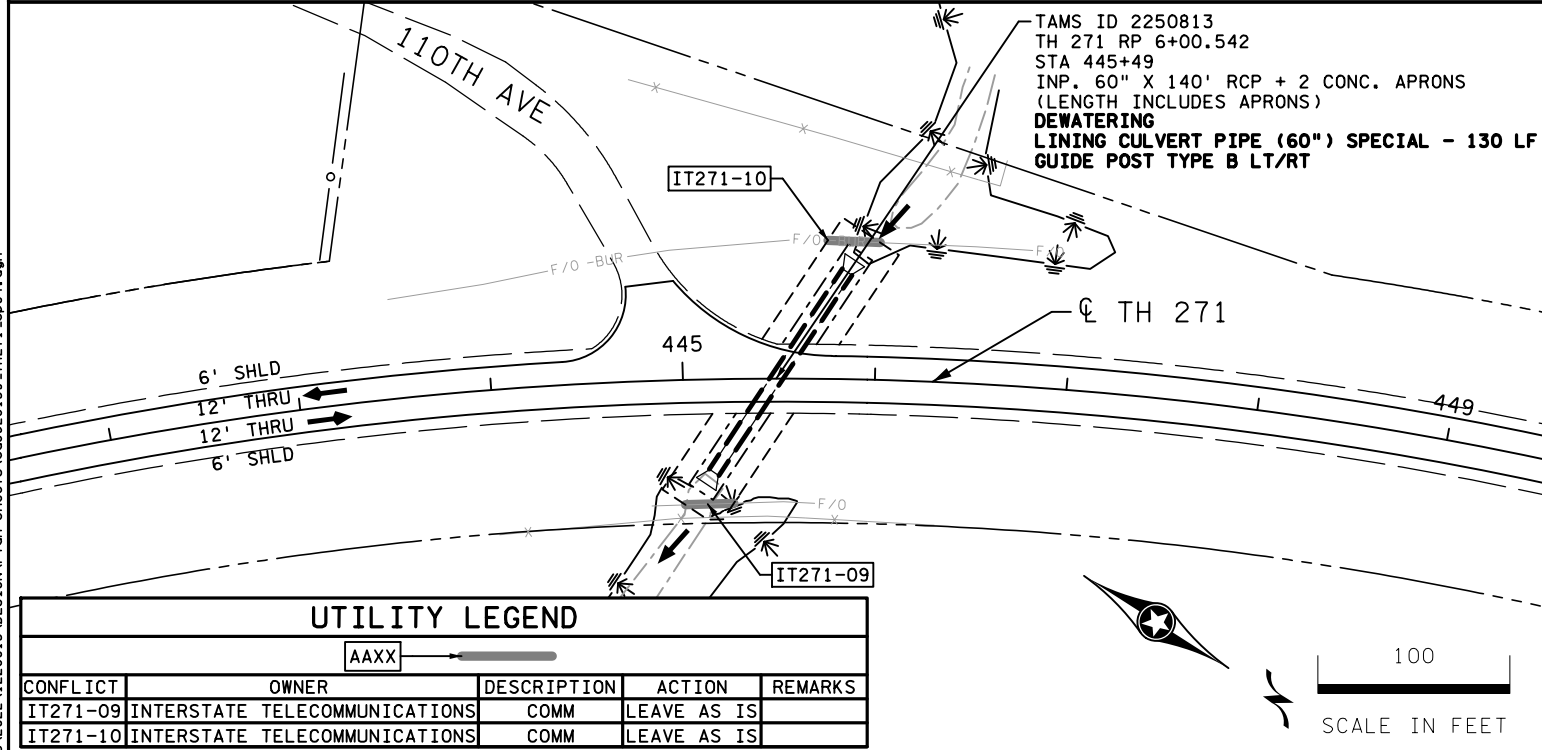 110TH AVE
TAMS ID 2250813
TH 271 RP 6+00.542
STA 445+49
INP. 60" X 140' RCP + 2 CONC. APRONS
(LENGTH INCLUDES APRONS)
DEWATERING
LINING CULVERT PIPE (60") SPECIAL - 130 LF
GUIDE POST TYPE B LT/RT
IT271-10
F/O
F/O
F/O -BUR
℄ TH 271
445
6' SHLD
12' THRU
449
12' THRU
6' SHLD
F/O
IT271-09
UTILITY LEGEND
AAXX
CONFLICT OWNER DESCRIPTION ACTION REMARKS
IT271-09 INTERSTATE TELECOMMUNICATIONS COMM LEAVE AS IS
IT271-10 INTERSTATE TELECOMMUNICATIONS COMM LEAVE AS IS
100
SCALE IN FEET